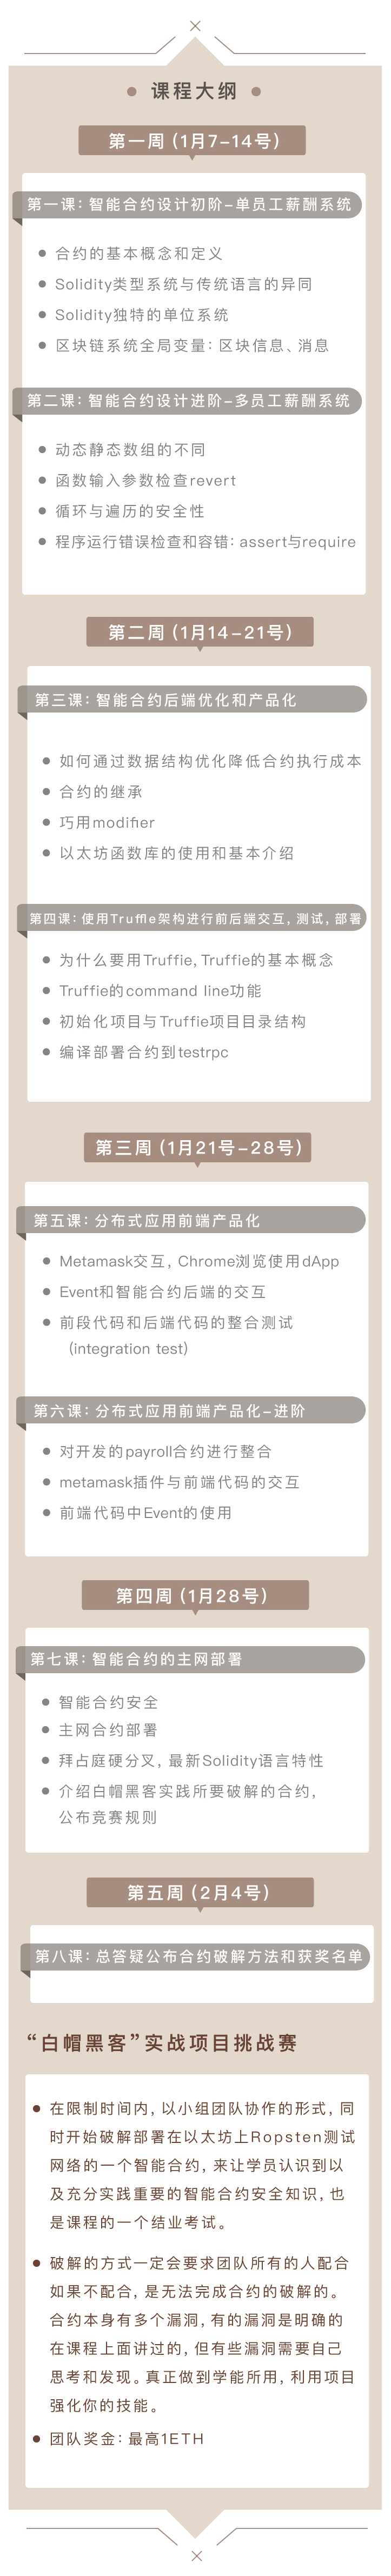 课程大纲
第一周（1月7-14号）
第一课：智能合约设计初阶-单员工薪酬系统
合约的基本概念和定义
Solidity类型系统与传统语言的异同
Solidity独特的单位系统
区块链系统全局变量：区块信息、消息
第二课：智能合约设计进阶-多员工薪酬系统
动态静态数组的不同
函数输入参数检查revert
循环与遍历的安全性
程序运行错误检查和容错：assert与require
第二周（1月14-21号）
第三课：智能合约后端优化和产品化
如何通过数据结构优化降低合约执行成本
合约的继承
巧用modifier
以太坊函数库的使用和基本介绍
第四课：使用Truffle架构进行前后端交互，测试，部署
为什么要用Truffie，Truffie的基本概念
Truffie的command line功能
初始化项目与Truffie项目目录结构
编译部署合约到testrpc
第三周（1月21号-28号）
第五课：分布式应用前端产品化
Metamask交互，Chrome浏览使用dApp
Event和智能合约后端的交互
前段代码和后端代码的整合测试
（integration test）
第六课：分布式应用前端产品化-进阶
对开发的payroll合约进行整合
metamask插件与前端代码的交互
前端代码中Event的使用
第四周（1月28号）
第七课：智能合约的主网部署
智能合约安全
主网合约部署
拜占庭硬分叉，最新Solidity语言特性
介绍白帽黑客实践所要破解的合约，
公布竞赛规则
第五周（2月4号）
第八课：总答疑公布合约破解方法和获奖名单
“白帽黑客”实战项目挑战赛
在限制时间内，以小组团队协作的形式，同
时开始破解部署在以太坊上Ropsten测试
网络的一个智能合约，来让学员认识到以
及充分实践重要的智能合约安全知识，也
是课程的一个结业考试。
破解的方式一定会要求团队所有的人配合
如果不配合，是无法完成合约的破解的。
合约本身有多个漏洞，有的漏洞是明确的
在课程上面讲过的，但有些漏洞需要自己
思考和发现。真正做到学能所用，利用项目
强化你的技能。
团队奖金：最高1ETH